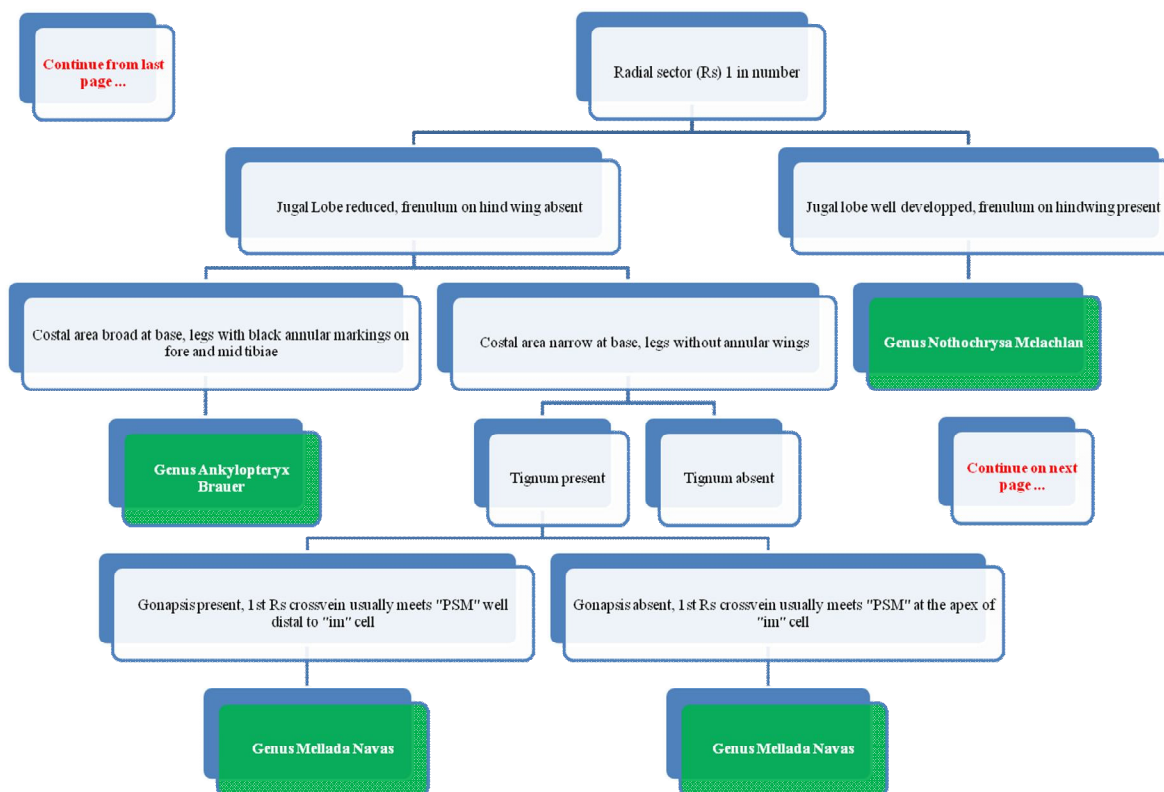 Continue from last
page ...
Radial sector (Rs) 1 in number
Jugal Lobe reduced, frenulum on hind wing absent
Jugal lobe well developped, frenulum on hindwing present
Costal area broad at base, legs with black annular markings on
fore and mid tibiae
Costal area narrow at base, legs without annular wings
Genus Nothochrysa Melachlan
Genus Ankylopteryx
Brauer
Tignum present
Tignum absent
Continue on next
page ...
Gonapsis present, 1st Rs crossvein usually meets "PSM" well
distal to "im" cell
Gonapsis absent, 1st Rs crossvein usually meets "PSM" at the apex of
"im" cell
Genus Mellada Navas
Genus Mellada Navas